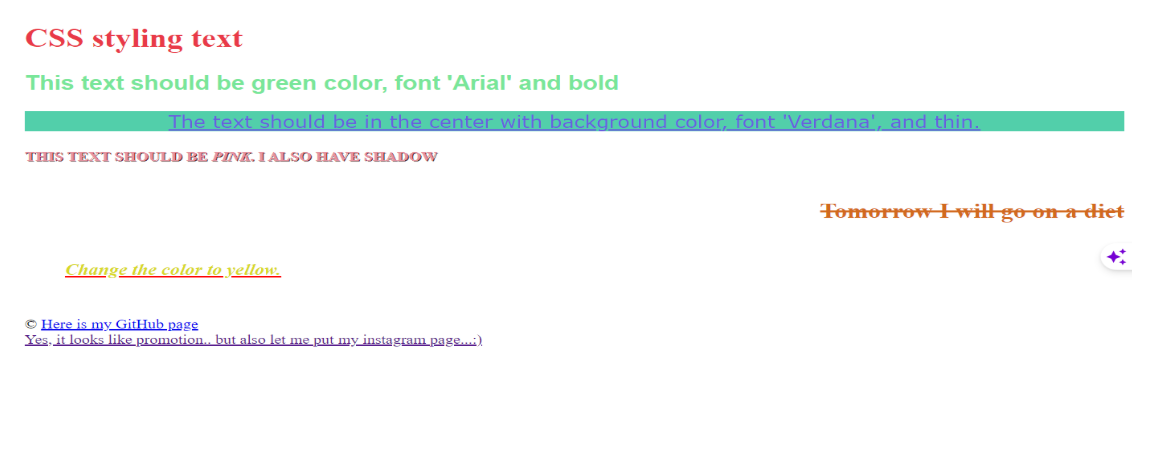 CSS styling text
This text should be green color, font 'Arial' and bold
The text should be in the center with background color, font 'Verdana', and thin.
THIS TEXT SHOULD BE PINK. I ALSO HAVE SHADOW
Tomorrow I will go on a diet
Change the color to yellow.
© Here is my GitHub page
Yes, it looks like promotion.. but also let me put my instagram page...:)